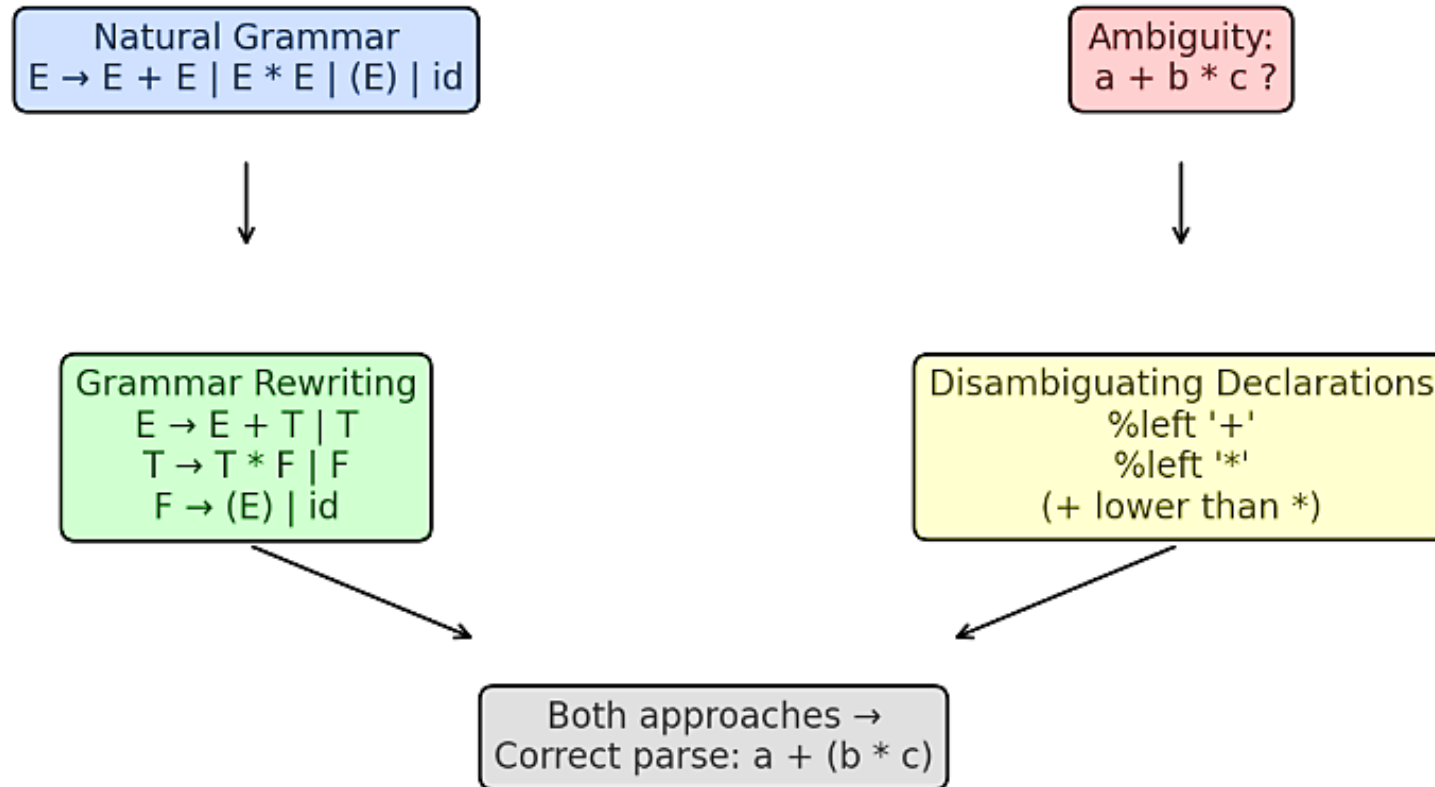 Natural Grammar
E → E + E | E * E | (E) | id
Ambiguity:
a + b * c ?
Grammar Rewriting
E → E + T | T
T → T * F | F
F → (E) | id
Disambiguating Declarations
%left '+'
%left '*'
(+ lower than *)
Both approaches →
Correct parse: a + (b * c)